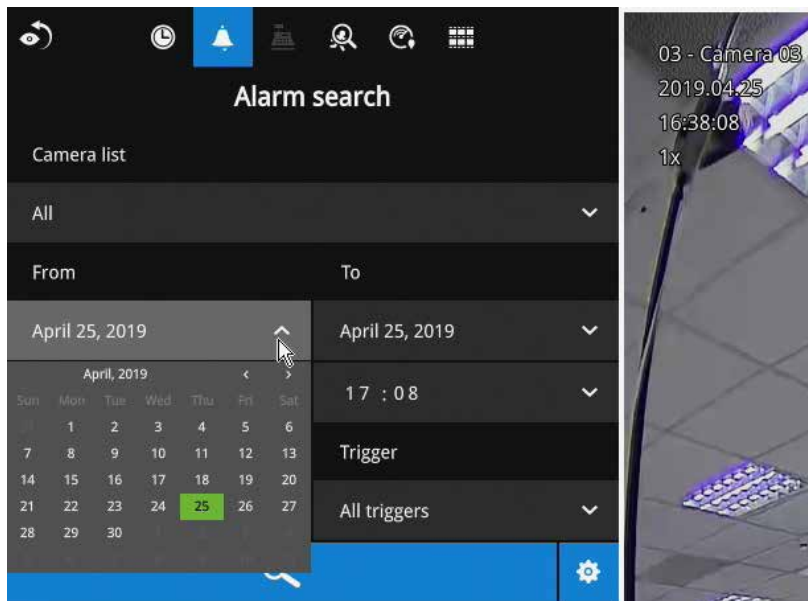 Alarm search
Camera list
All
From To
April 25, 2019 April 25, 2019
April, 2019 ‹ ›
Sun Mon Tue Wed Thu Fri Sat
31 1 2 3 4 5 6
7 8 9 10 11 12 13
14 15 16 17 18 19 20
21 22 23 24 25 26 27
28 29 30
17 : 08
Trigger
All triggers
03 - Camera 03
2019.04.25
16:38:08
1x